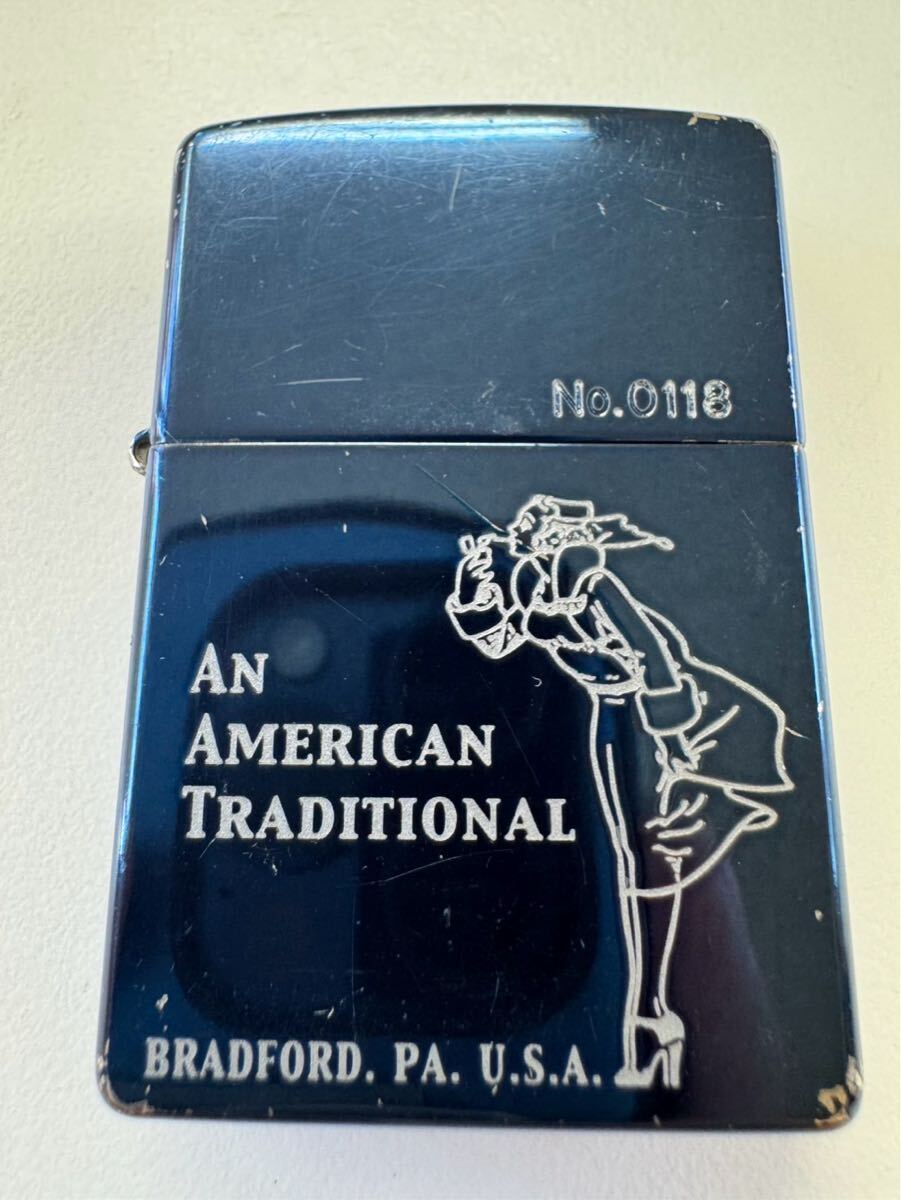 No.0118
AN
AMERICAN
TRADITIONAL
BRADFORD. PA. U.S.A.